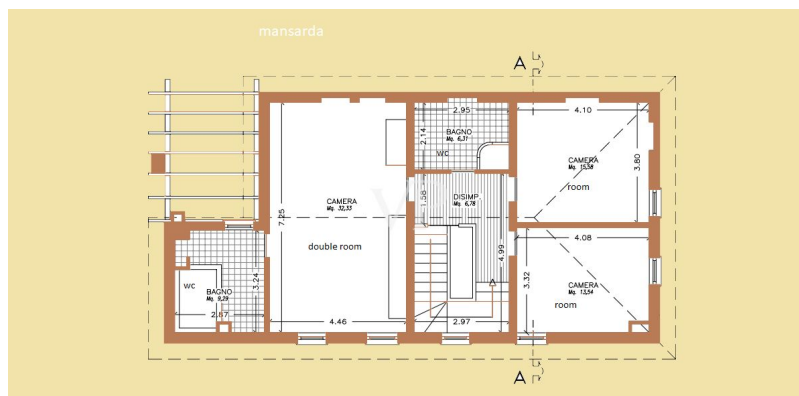 mansarda
A
2.95
4.10
BAGNO
Mq. 6,31
wc
2.14
CAMERA
Mq. 15,58
room
3.80
CAMERA
Mq. 32,33
double room
7.25
1.58
DISIMP.
Mq. 6,78
4.99
4.08
3.32
CAMERA
Mq. 13,54
room
wc
BAGNO
Mq. 9,29
3.24
2.87
4.46
2.97
A